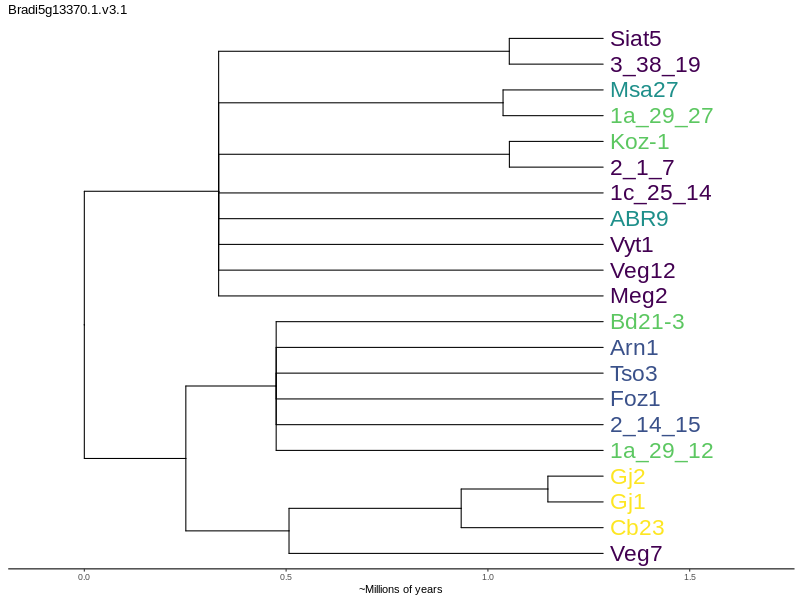 Bradi5g13370.1.v3.1
Siat5
3_38_19
Msa27
1a_29_27
Koz-1
2_1_7
1c_25_14
ABR9
Vyt1
Veg12
Meg2
Bd21-3
Arn1
Tso3
Foz1
2_14_15
1a_29_12
Gj2
Gj1
Cb23
Veg7
0.0 0.5 1.0 1.5
~Millions of years